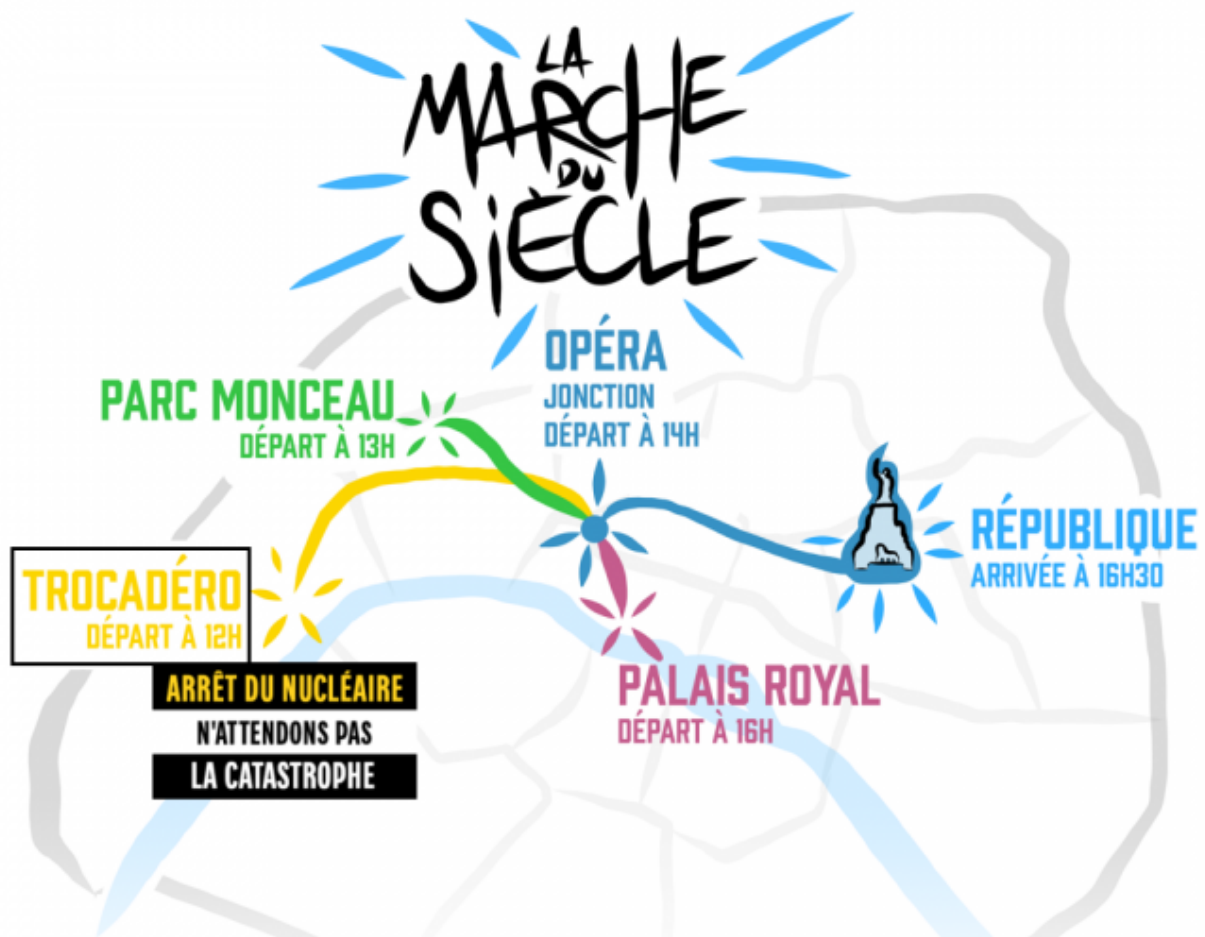 LA
MARCHE
DU
SIÈCLE
OPÉRA
JONCTION
DÉPART À 14H
PARC MONCEAU
DÉPART À 13H
RÉPUBLIQUE
ARRIVÉE À 16H30
TROCADÉRO
DÉPART À 12H
ARRÊT DU NUCLÉAIRE
N'ATTENDONS PAS
LA CATASTROPHE
PALAIS ROYAL
DÉPART À 16H